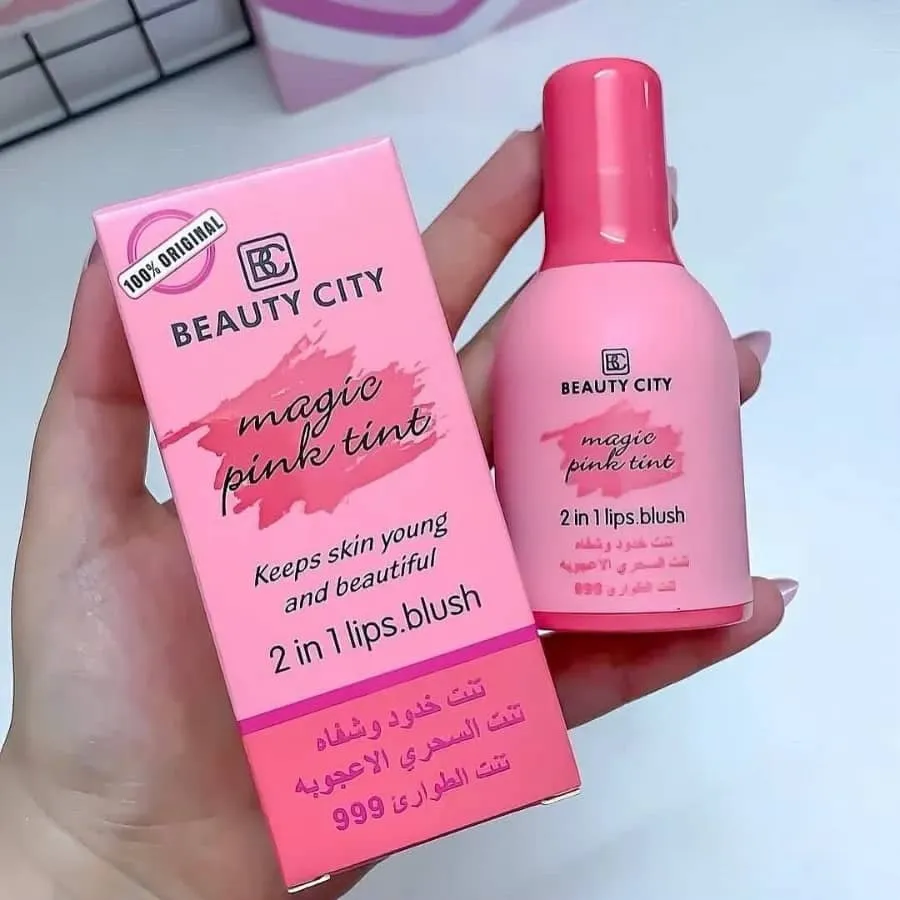 100% ORIGINAL
BC
BEAUTY CITY
magic
pink tint
Keeps skin young
and beautiful
2 in 1 lips.blush
تنت خدود وشفاه
تنت السحري الاعجوبه
تنت الطوارئ 999
BC
BEAUTY CITY
magic
pink tint
2 in 1 lips.blush
تنت خدود وشفاه
تنت السحري الاعجوبه
تنت الطوارئ 999